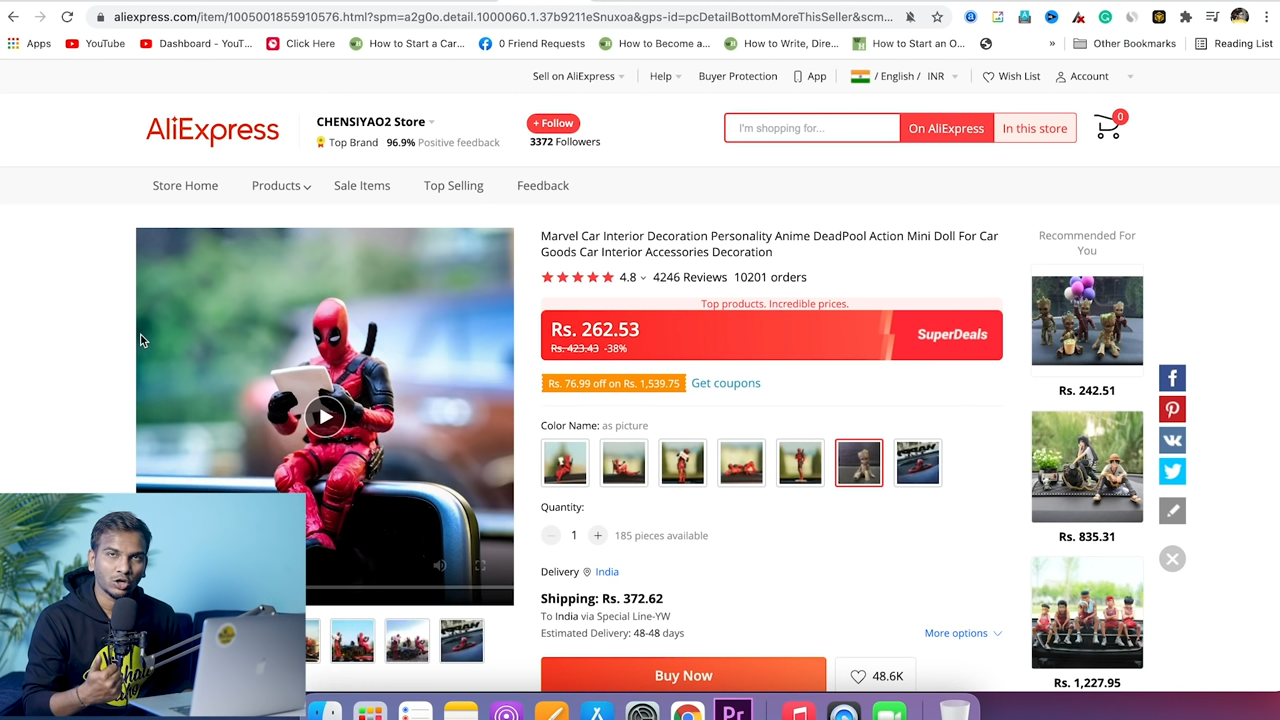 aliexpress.com/item/1005001855910576.html?spm=a2g0o.detail.1000060.1.37b9211eSnuxoa&gps-id=pcDetailBottomMoreThisSeller&scm...
Apps YouTube Dashboard - YouT... Click Here How to Start a Car... 0 Friend Requests How to Become a... How to Write, Dire... How to Start an O... » Other Bookmarks Reading List
Sell on AliExpress Help Buyer Protection App / English / INR Wish List Account
AliExpress
CHENSIYAO2 Store
Top Brand 96.9% Positive feedback
+ Follow
3372 Followers
I'm shopping for... On AliExpress In this store
0
Store Home Products Sale Items Top Selling Feedback
Marvel Car Interior Decoration Personality Anime DeadPool Action Mini Doll For Car
Goods Car Interior Accessories Decoration
4.8 4246 Reviews 10201 orders
Top products. Incredible prices.
Rs. 262.53
Rs. 423.43 -38%
SuperDeals
Rs. 76.99 off on Rs. 1,539.75 Get coupons
Color Name: as picture
Quantity:
1 + 185 pieces available
Delivery India
Shipping: Rs. 372.62
To India via Special Line-YW
Estimated Delivery: 48-48 days
More options
Buy Now
48.6K
Recommended For
You
Rs. 242.51
Rs. 835.31
Rs. 1,227.95
Pr